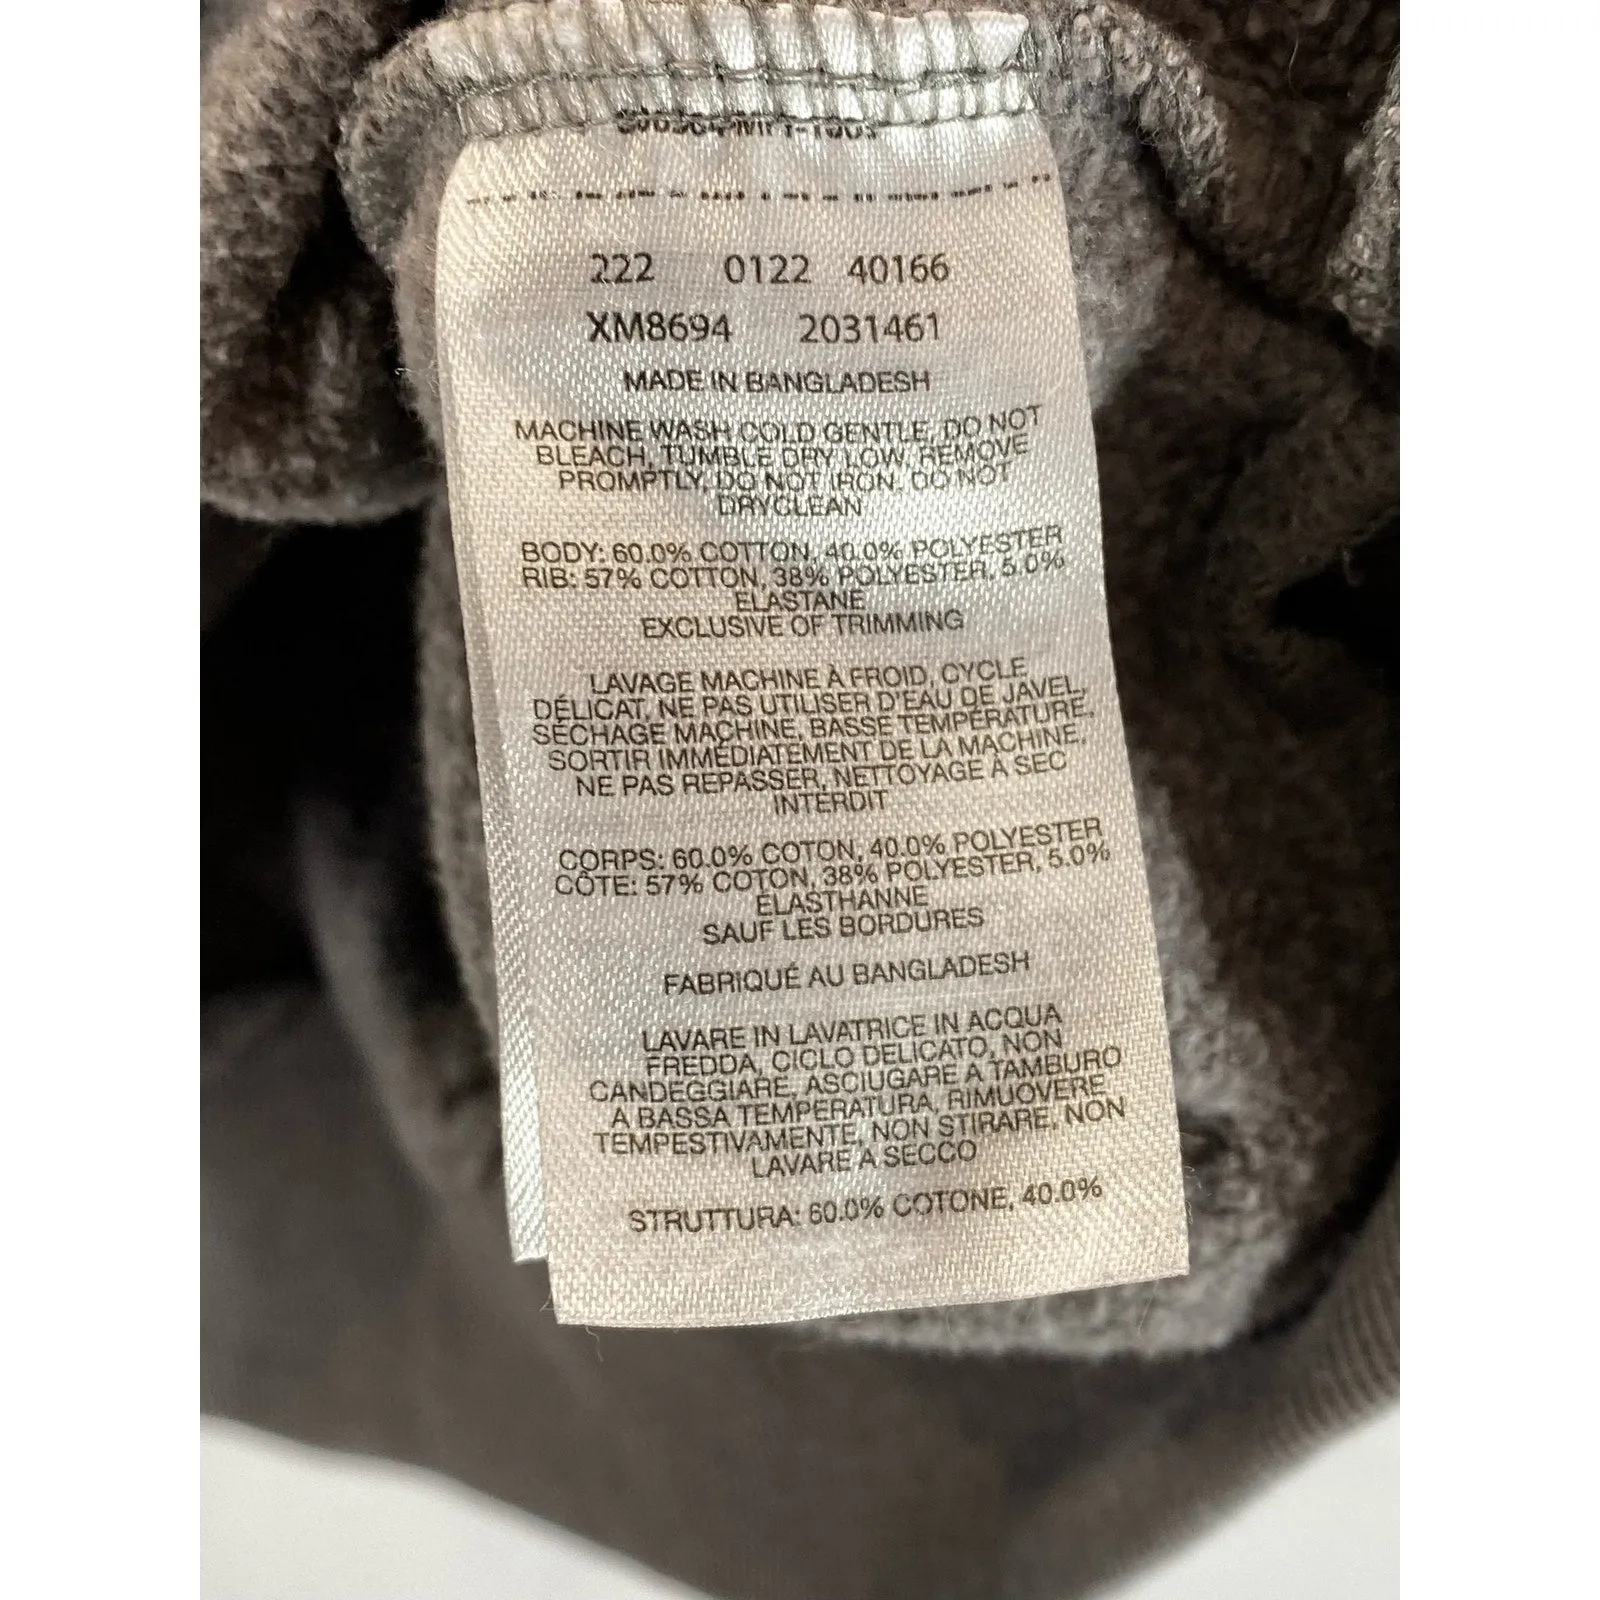 222 0122 40166
XM8694 2031461
MADE IN BANGLADESH
MACHINE WASH COLD GENTLE, DO NOT
BLEACH, TUMBLE DRY LOW, REMOVE
PROMPTLY, DO NOT IRON, DO NOT
DRYCLEAN
BODY: 60.0% COTTON, 40.0% POLYESTER
RIB: 57% COTTON, 38% POLYESTER, 5.0%
ELASTANE
EXCLUSIVE OF TRIMMING
LAVAGE MACHINE À FROID, CYCLE
DÉLICAT, NE PAS UTILISER D'EAU DE JAVEL,
SÉCHAGE MACHINE, BASSE TEMPÉRATURE,
SORTIR IMMÉDIATEMENT DE LA MACHINE,
NE PAS REPASSER, NETTOYAGE À SEC
INTERDIT
CORPS: 60.0% COTON, 40.0% POLYESTER
CÔTE: 57% COTON, 38% POLYESTER, 5.0%
ÉLASTHANNE
SAUF LES BORDURES
FABRIQUÉ AU BANGLADESH
LAVARE IN LAVATRICE IN ACQUA
FREDDA, CICLO DELICATO, NON
CANDEGGIARE, ASCIUGARE A TAMBURO
A BASSA TEMPERATURA, RIMUOVERE
TEMPESTIVAMENTE, NON STIRARE, NON
LAVARE A SECCO
STRUTTURA: 60.0% COTONE, 40.0%